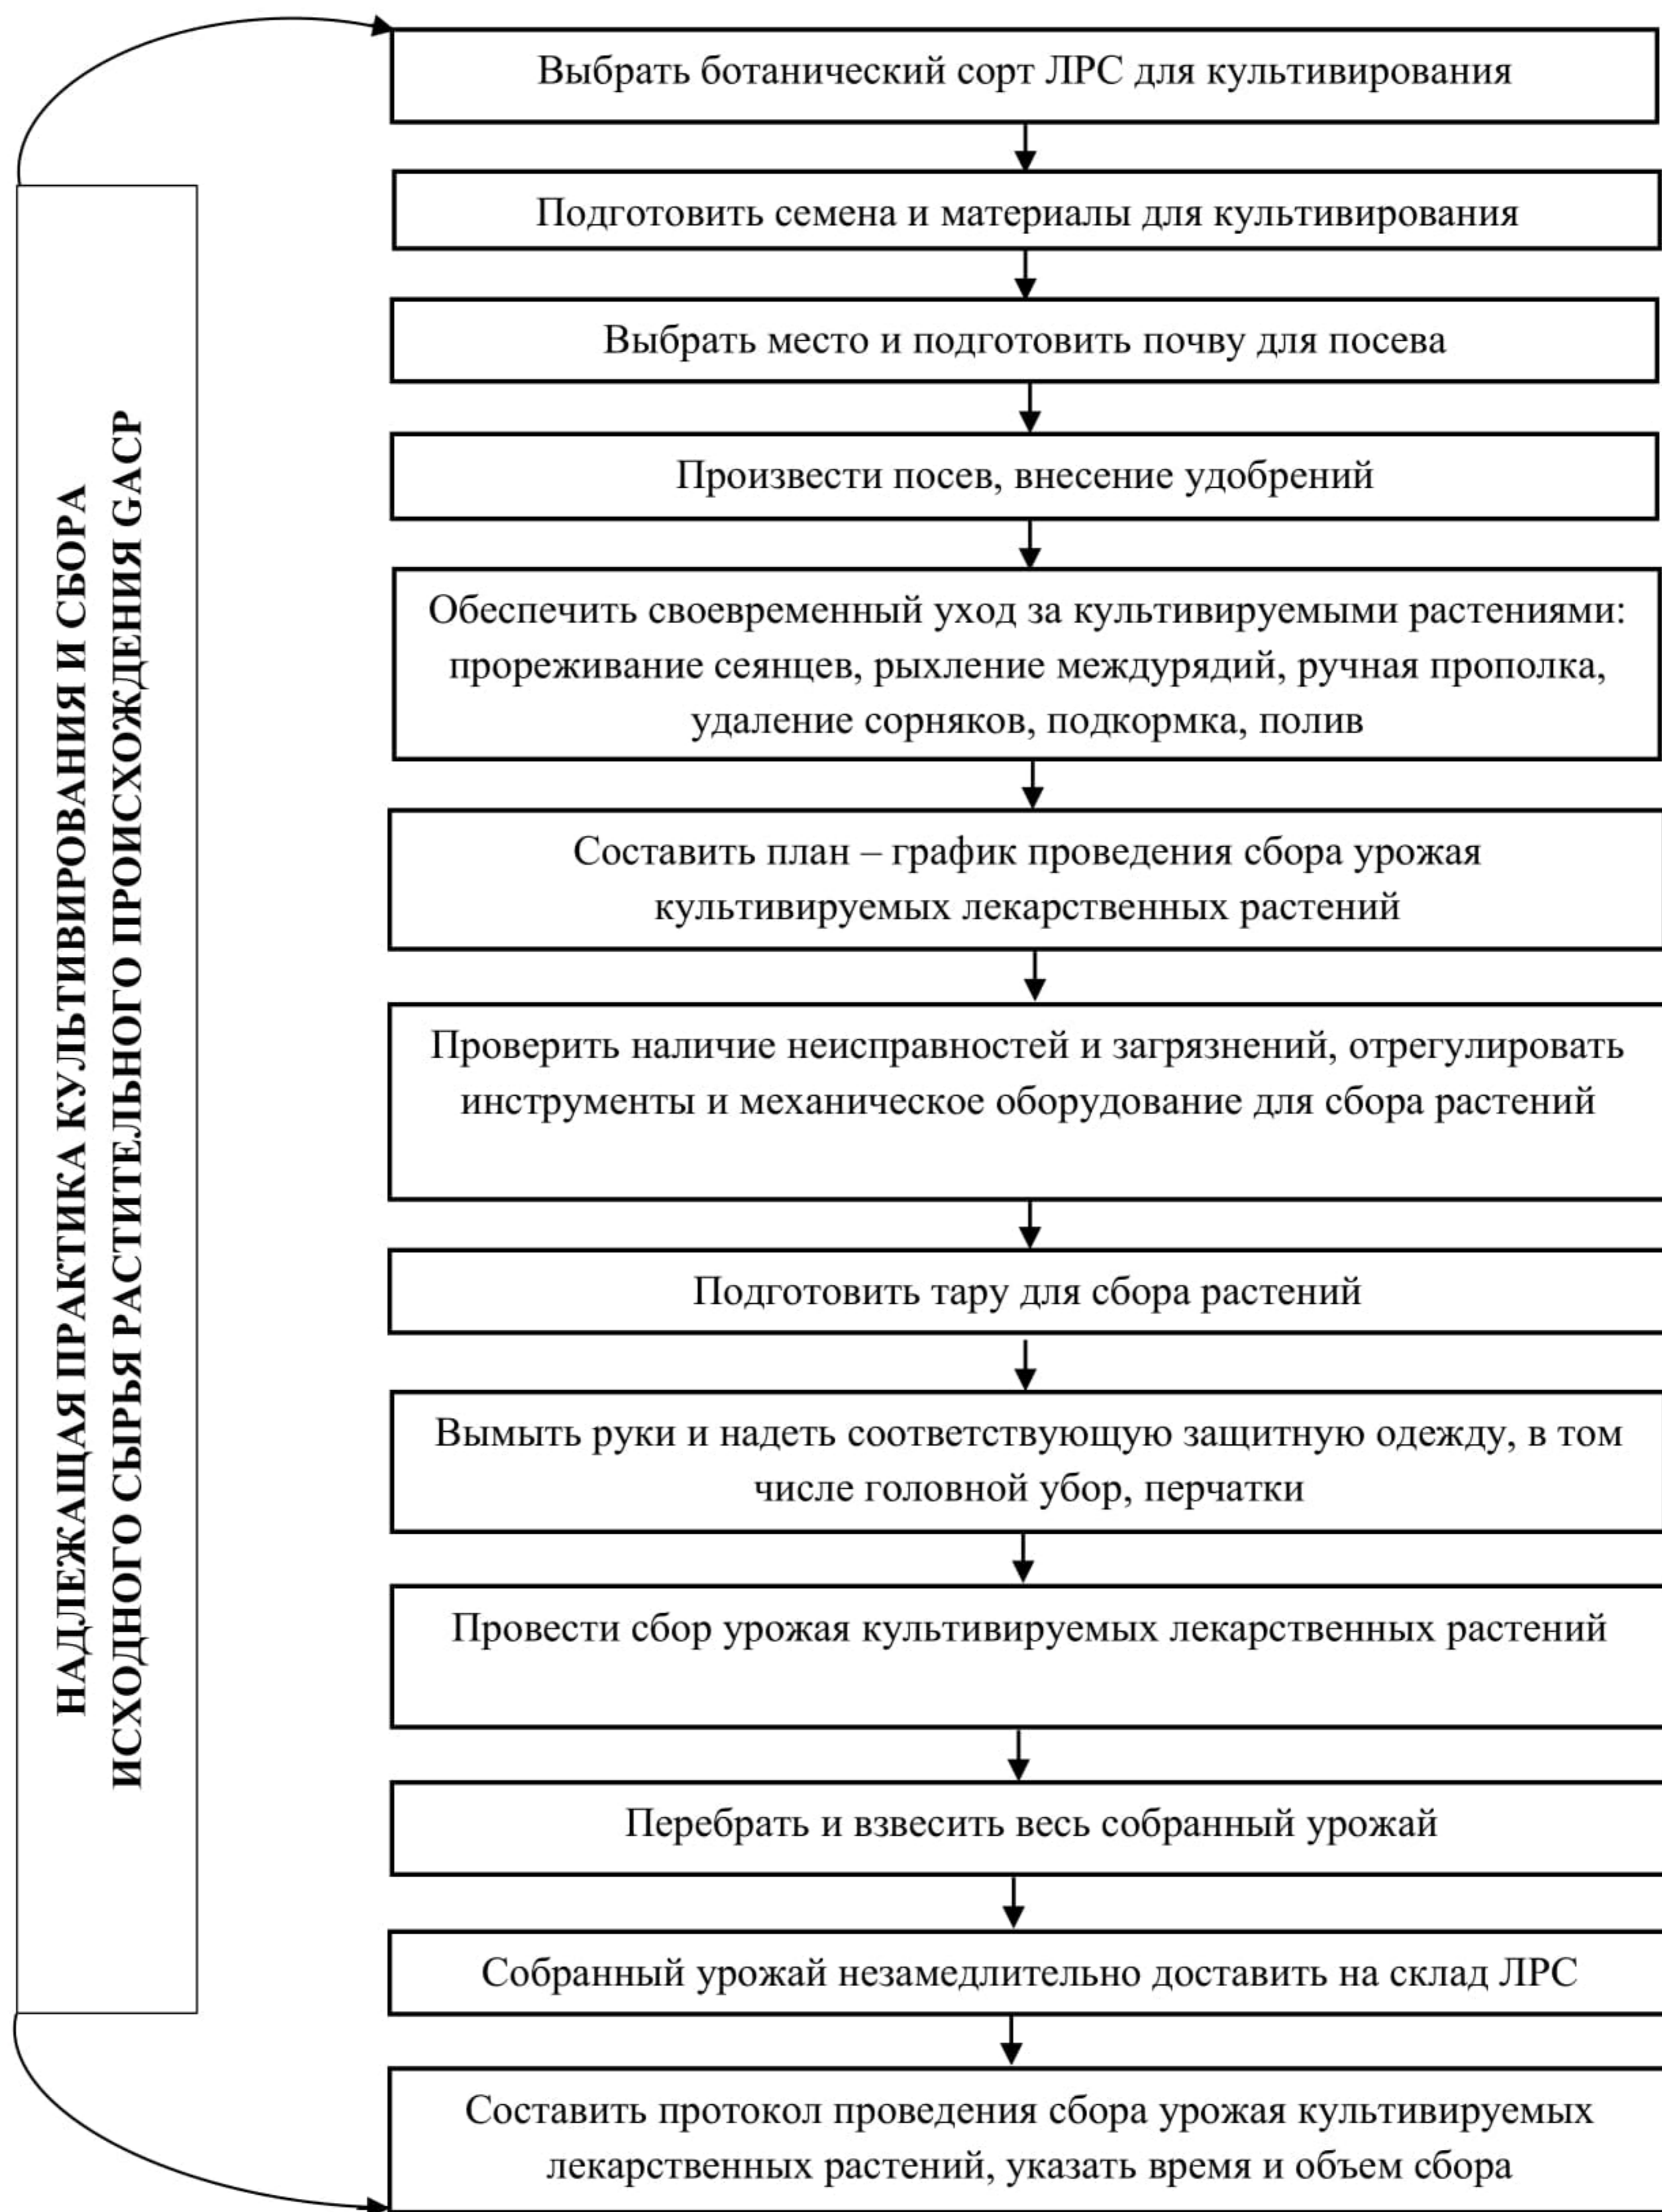 НАДЛЕЖАЩАЯ ПРАКТИКА КУЛЬТИВИРОВАНИЯ И СБОРА
ИСХОДНОГО СЫРЬЯ РАСТИТЕЛЬНОГО ПРОИСХОЖДЕНИЯ GACP
Выбрать ботанический сорт ЛРС для культивирования
Подготовить семена и материалы для культивирования
Выбрать место и подготовить почву для посева
Произвести посев, внесение удобрений
Обеспечить своевременный уход за культивируемыми растениями:
прореживание сеянцев, рыхление междурядий, ручная прополка,
удаление сорняков, подкормка, полив
Составить план – график проведения сбора урожая
культивируемых лекарственных растений
Проверить наличие неисправностей и загрязнений, отрегулировать
инструменты и механическое оборудование для сбора растений
Подготовить тару для сбора растений
Вымыть руки и надеть соответствующую защитную одежду, в том
числе головной убор, перчатки
Провести сбор урожая культивируемых лекарственных растений
Перебрать и взвесить весь собранный урожай
Собранный урожай незамедлительно доставить на склад ЛРС
Составить протокол проведения сбора урожая культивируемых
лекарственных растений, указать время и объем сбора